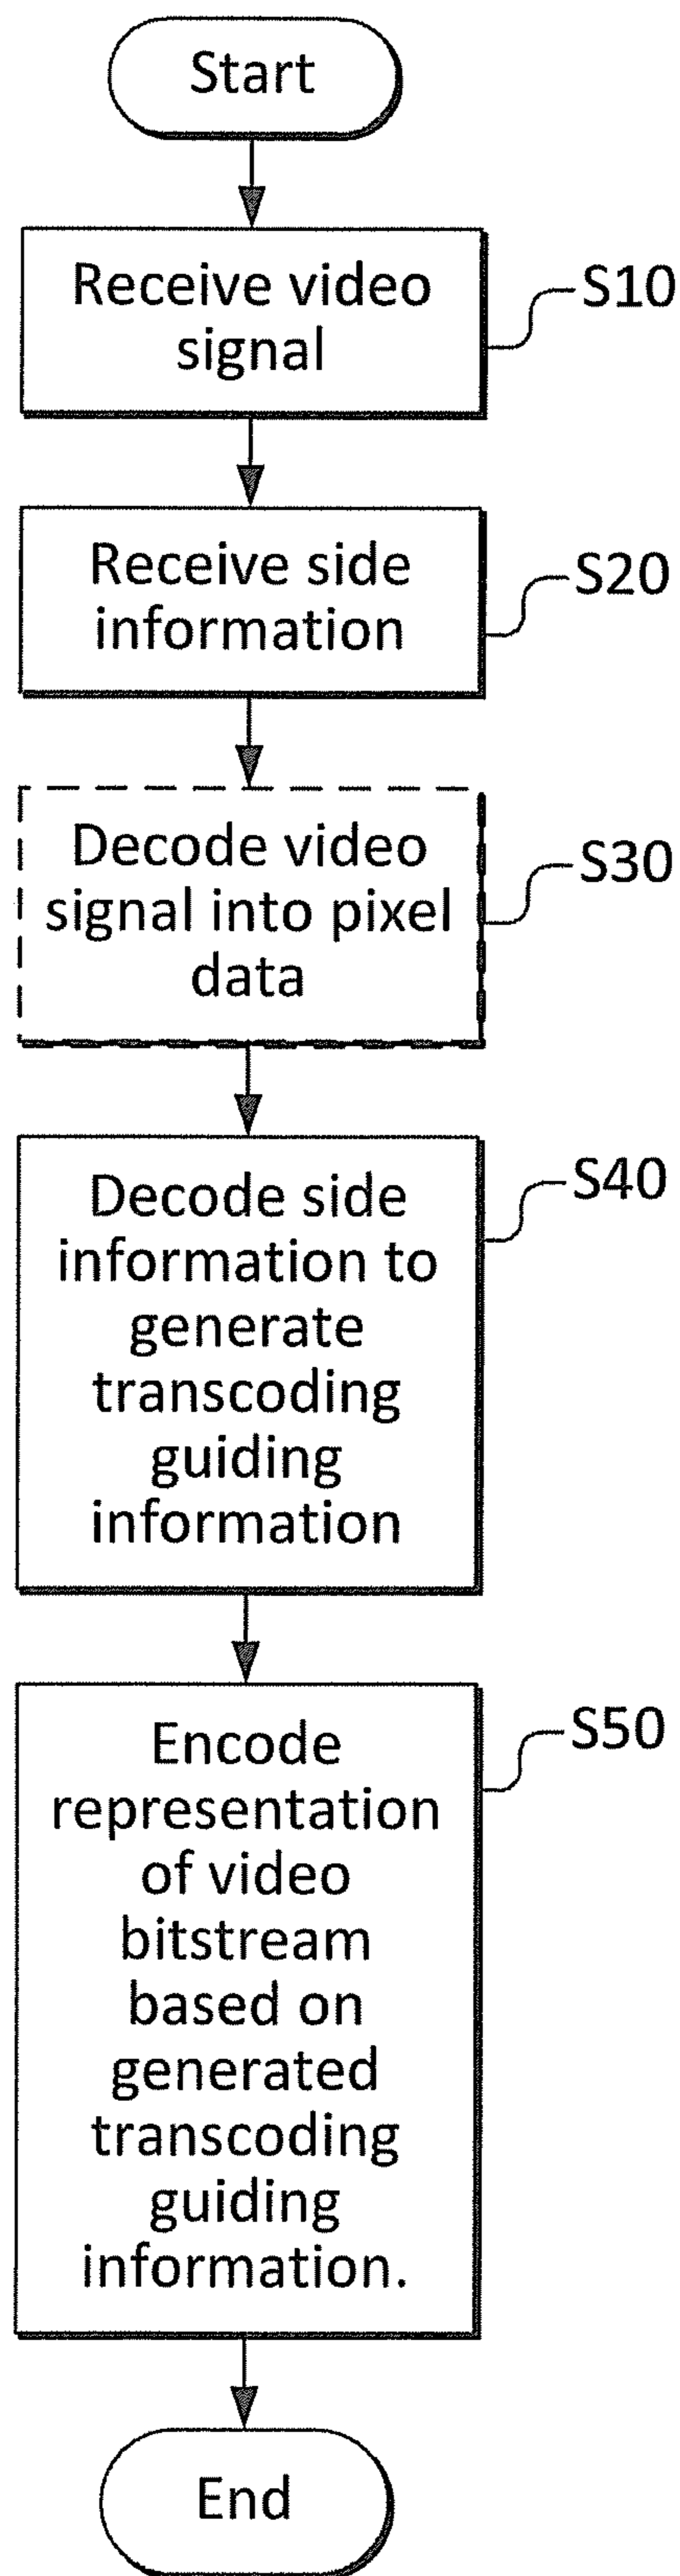 Start
Receive video
signal
S10
Receive side
information
S20
Decode video
signal into pixel
data
S30
Decode side
information to
generate
transcoding
guiding
information
S40
Encode
representation
of video
bitstream
based on
generated
transcoding
guiding
information.
S50
End